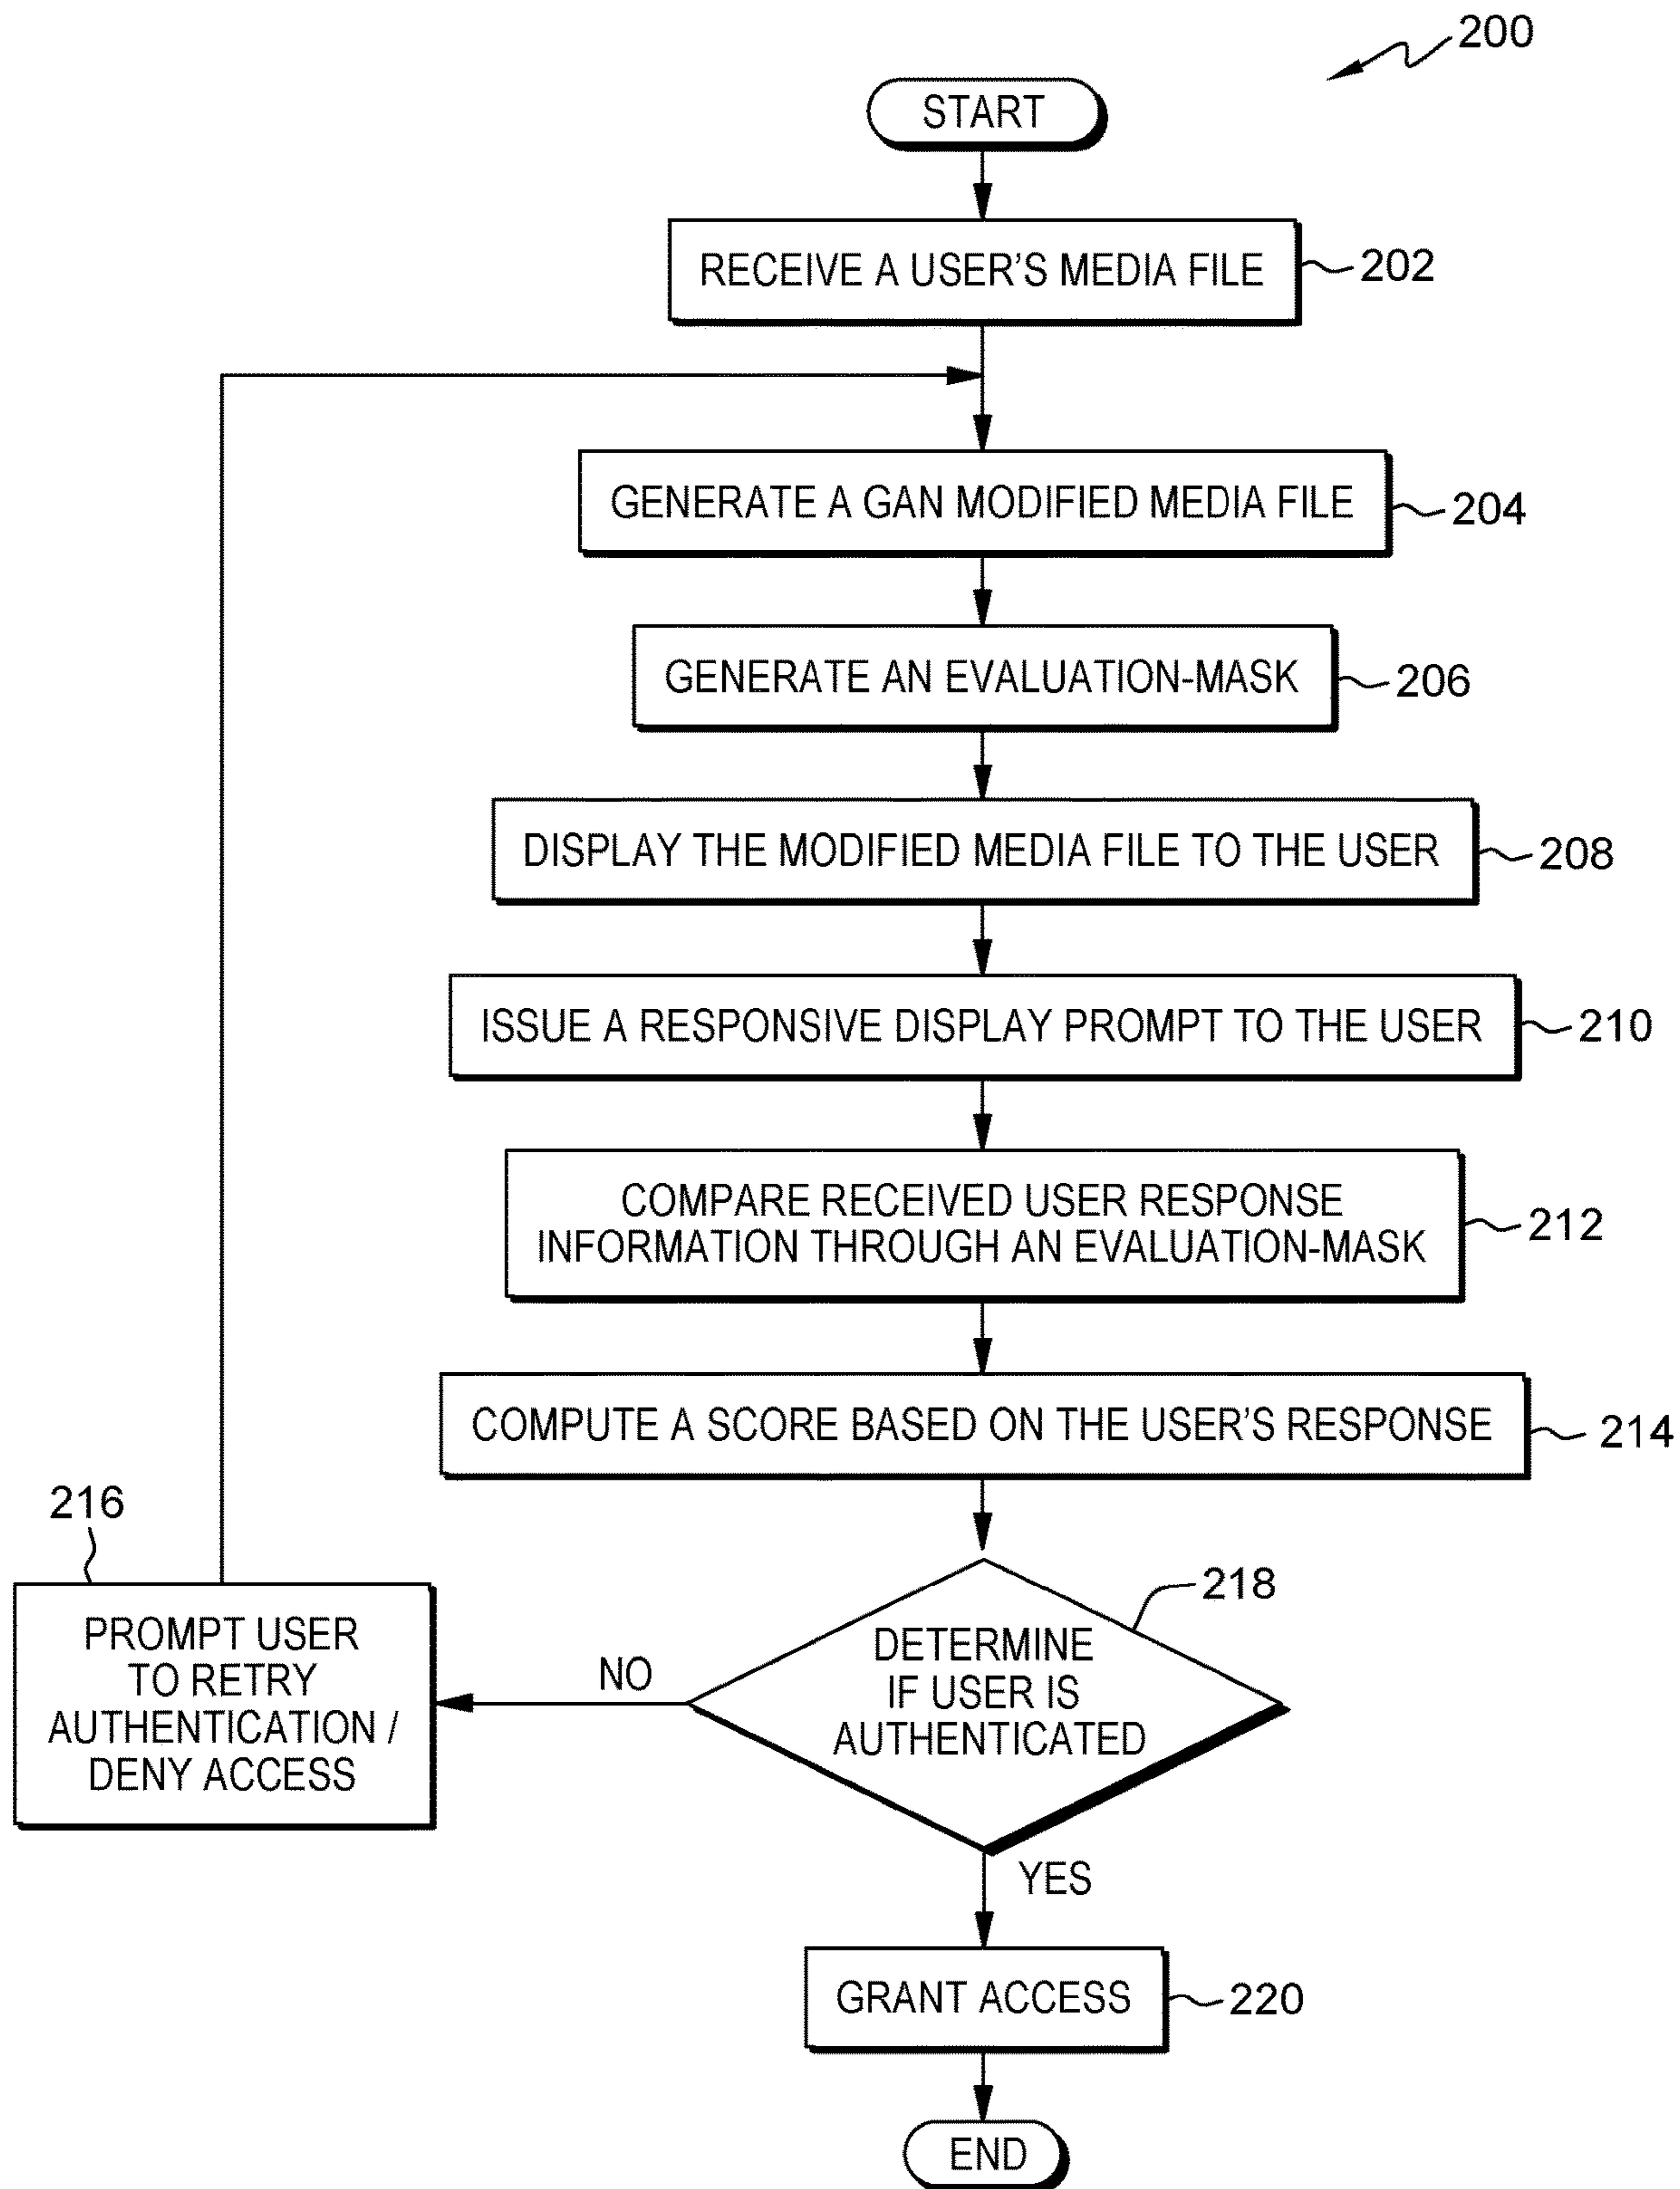 200
START
RECEIVE A USER'S MEDIA FILE
202
GENERATE A GAN MODIFIED MEDIA FILE
204
GENERATE AN EVALUATION-MASK
206
DISPLAY THE MODIFIED MEDIA FILE TO THE USER
208
ISSUE A RESPONSIVE DISPLAY PROMPT TO THE USER
210
COMPARE RECEIVED USER RESPONSE
INFORMATION THROUGH AN EVALUATION-MASK
212
COMPUTE A SCORE BASED ON THE USER'S RESPONSE
214
216
PROMPT USER
TO RETRY
AUTHENTICATION /
DENY ACCESS
NO
218
DETERMINE
IF USER IS
AUTHENTICATED
YES
GRANT ACCESS
220
END